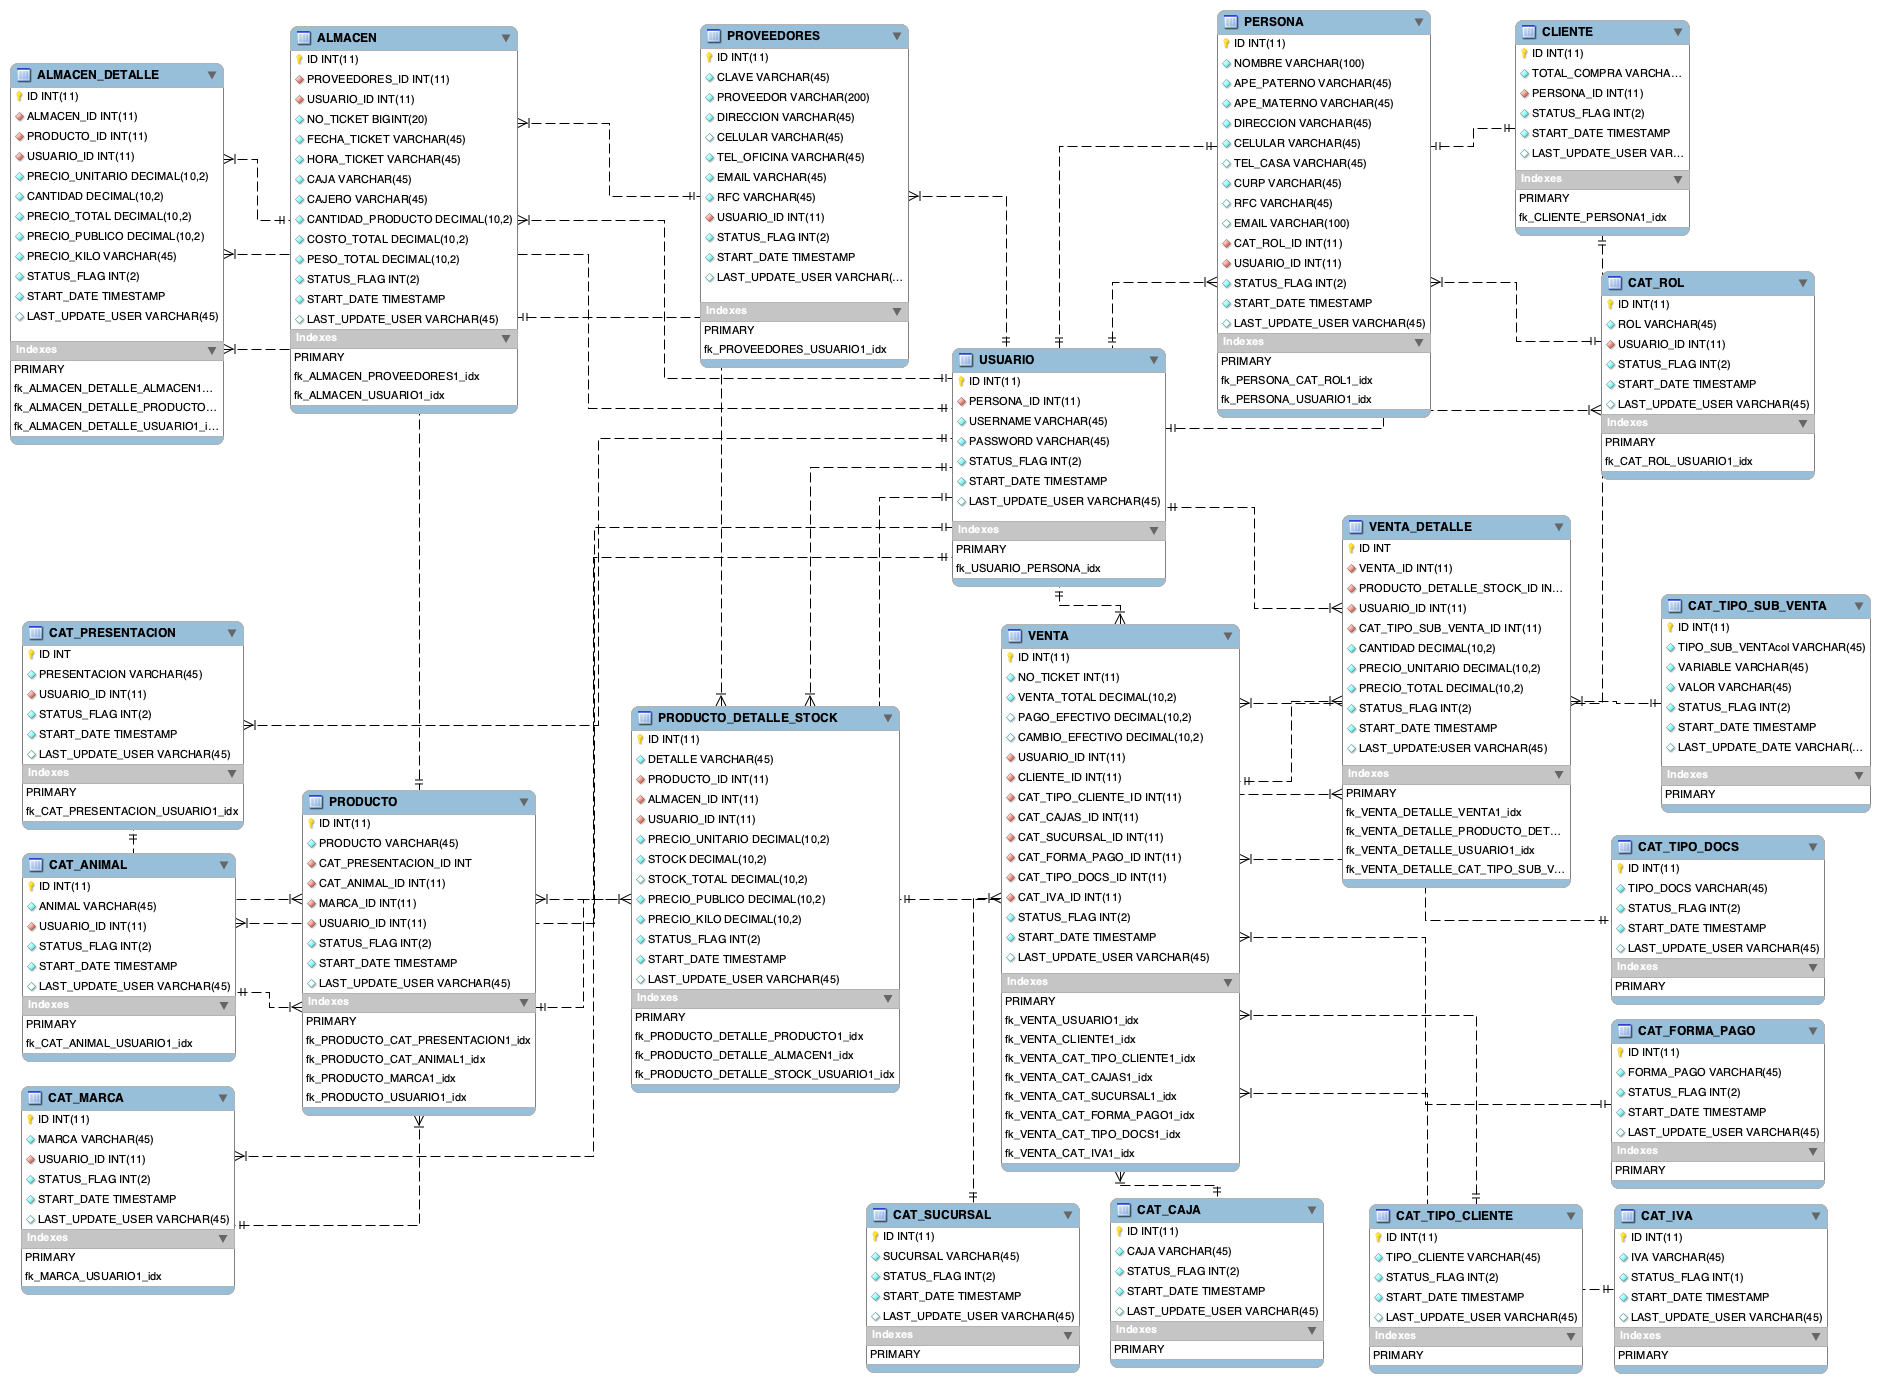 ALMACEN_DETALLE
ID INT(11)
ALMACEN_ID INT(11)
PRODUCTO_ID INT(11)
USUARIO_ID INT(11)
PRECIO_UNITARIO DECIMAL(10,2)
CANTIDAD DECIMAL(10,2)
PRECIO_TOTAL DECIMAL(10,2)
PRECIO_PUBLICO DECIMAL(10,2)
PRECIO_KILO VARCHAR(45)
STATUS_FLAG INT(2)
START_DATE TIMESTAMP
LAST_UPDATE_USER VARCHAR(45)
Indexes
PRIMARY
fk_ALMACEN_DETALLE_ALMACEN1...
fk_ALMACEN_DETALLE_PRODUCTO...
fk_ALMACEN_DETALLE_USUARIO1_i...
ALMACEN
ID INT(11)
PROVEEDORES_ID INT(11)
USUARIO_ID INT(11)
NO_TICKET BIGINT(20)
FECHA_TICKET VARCHAR(45)
HORA_TICKET VARCHAR(45)
CAJA VARCHAR(45)
CAJERO VARCHAR(45)
CANTIDAD_PRODUCTO DECIMAL(10,2)
COSTO_TOTAL DECIMAL(10,2)
PESO_TOTAL DECIMAL(10,2)
STATUS_FLAG INT(2)
START_DATE TIMESTAMP
LAST_UPDATE_USER VARCHAR(45)
Indexes
PRIMARY
fk_ALMACEN_PROVEEDORES1_idx
fk_ALMACEN_USUARIO1_idx
PROVEEDORES
ID INT(11)
CLAVE VARCHAR(45)
PROVEEDOR VARCHAR(200)
DIRECCION VARCHAR(45)
CELULAR VARCHAR(45)
TEL_OFICINA VARCHAR(45)
EMAIL VARCHAR(45)
RFC VARCHAR(45)
USUARIO_ID INT(11)
STATUS_FLAG INT(2)
START_DATE TIMESTAMP
LAST_UPDATE_USER VARCHAR(...
Indexes
PRIMARY
fk_PROVEEDORES_USUARIO1_idx
PERSONA
ID INT(11)
NOMBRE VARCHAR(100)
APE_PATERNO VARCHAR(45)
APE_MATERNO VARCHAR(45)
DIRECCION VARCHAR(45)
CELULAR VARCHAR(45)
TEL_CASA VARCHAR(45)
CURP VARCHAR(45)
RFC VARCHAR(45)
EMAIL VARCHAR(100)
CAT_ROL_ID INT(11)
USUARIO_ID INT(11)
STATUS_FLAG INT(2)
START_DATE TIMESTAMP
LAST_UPDATE_USER VARCHAR(45)
Indexes
PRIMARY
fk_PERSONA_CAT_ROL1_idx
fk_PERSONA_USUARIO1_idx
CLIENTE
ID INT(11)
TOTAL_COMPRA VARCHA...
PERSONA_ID INT(11)
STATUS_FLAG INT(2)
START_DATE TIMESTAMP
LAST_UPDATE_USER VAR...
Indexes
PRIMARY
fk_CLIENTE_PERSONA1_idx
CAT_ROL
ID INT(11)
ROL VARCHAR(45)
USUARIO_ID INT(11)
STATUS_FLAG INT(2)
START_DATE TIMESTAMP
LAST_UPDATE_USER VARCHAR(45)
Indexes
PRIMARY
fk_CAT_ROL_USUARIO1_idx
USUARIO
ID INT(11)
PERSONA_ID INT(11)
USERNAME VARCHAR(45)
PASSWORD VARCHAR(45)
STATUS_FLAG INT(2)
START_DATE TIMESTAMP
LAST_UPDATE_USER VARCHAR(45)
Indexes
PRIMARY
fk_USUARIO_PERSONA_idx
VENTA_DETALLE
ID INT
VENTA_ID INT(11)
PRODUCTO_DETALLE_STOCK_ID IN...
USUARIO_ID INT(11)
CAT_TIPO_SUB_VENTA_ID INT(11)
CANTIDAD DECIMAL(10,2)
PRECIO_UNITARIO DECIMAL(10,2)
PRECIO_TOTAL DECIMAL(10,2)
STATUS_FLAG INT(2)
START_DATE TIMESTAMP
LAST_UPDATE:USER VARCHAR(45)
Indexes
PRIMARY
fk_VENTA_DETALLE_VENTA1_idx
fk_VENTA_DETALLE_PRODUCTO_DET...
fk_VENTA_DETALLE_USUARIO1_idx
fk_VENTA_DETALLE_CAT_TIPO_SUB_V...
CAT_TIPO_SUB_VENTA
ID INT(11)
TIPO_SUB_VENTAcol VARCHAR(45)
VARIABLE VARCHAR(45)
VALOR VARCHAR(45)
STATUS_FLAG INT(2)
START_DATE TIMESTAMP
LAST_UPDATE_DATE VARCHAR(...
Indexes
PRIMARY
CAT_PRESENTACION
ID INT
PRESENTACION VARCHAR(45)
USUARIO_ID INT(11)
STATUS_FLAG INT(2)
START_DATE TIMESTAMP
LAST_UPDATE_USER VARCHAR(45)
Indexes
PRIMARY
fk_CAT_PRESENTACION_USUARIO1_idx
CAT_ANIMAL
ID INT(11)
ANIMAL VARCHAR(45)
USUARIO_ID INT(11)
STATUS_FLAG INT(2)
START_DATE TIMESTAMP
LAST_UPDATE_USER VARCHAR(45)
Indexes
PRIMARY
fk_CAT_ANIMAL_USUARIO1_idx
CAT_MARCA
ID INT(11)
MARCA VARCHAR(45)
USUARIO_ID INT(11)
STATUS_FLAG INT(2)
START_DATE TIMESTAMP
LAST_UPDATE_USER VARCHAR(45)
Indexes
PRIMARY
fk_MARCA_USUARIO1_idx
PRODUCTO
ID INT(11)
PRODUCTO VARCHAR(45)
CAT_PRESENTACION_ID INT
CAT_ANIMAL_ID INT(11)
MARCA_ID INT(11)
USUARIO_ID INT(11)
STATUS_FLAG INT(2)
START_DATE TIMESTAMP
LAST_UPDATE_USER VARCHAR(45)
Indexes
PRIMARY
fk_PRODUCTO_CAT_PRESENTACION1_idx
fk_PRODUCTO_CAT_ANIMAL1_idx
fk_PRODUCTO_MARCA1_idx
fk_PRODUCTO_USUARIO1_idx
PRODUCTO_DETALLE_STOCK
ID INT(11)
DETALLE VARCHAR(45)
PRODUCTO_ID INT(11)
ALMACEN_ID INT(11)
USUARIO_ID INT(11)
PRECIO_UNITARIO DECIMAL(10,2)
STOCK DECIMAL(10,2)
STOCK_TOTAL DECIMAL(10,2)
PRECIO_PUBLICO DECIMAL(10,2)
PRECIO_KILO DECIMAL(10,2)
STATUS_FLAG INT(2)
START_DATE TIMESTAMP
LAST_UPDATE_USER VARCHAR(45)
Indexes
PRIMARY
fk_PRODUCTO_DETALLE_PRODUCTO1_idx
fk_PRODUCTO_DETALLE_ALMACEN1_idx
fk_PRODUCTO_DETALLE_STOCK_USUARIO1_idx
VENTA
ID INT(11)
NO_TICKET INT(11)
VENTA_TOTAL DECIMAL(10,2)
PAGO_EFECTIVO DECIMAL(10,2)
CAMBIO_EFECTIVO DECIMAL(10,2)
USUARIO_ID INT(11)
CLIENTE_ID INT(11)
CAT_TIPO_CLIENTE_ID INT(11)
CAT_CAJAS_ID INT(11)
CAT_SUCURSAL_ID INT(11)
CAT_FORMA_PAGO_ID INT(11)
CAT_TIPO_DOCS_ID INT(11)
CAT_IVA_ID INT(11)
STATUS_FLAG INT(2)
START_DATE TIMESTAMP
LAST_UPDATE_USER VARCHAR(45)
Indexes
PRIMARY
fk_VENTA_USUARIO1_idx
fk_VENTA_CLIENTE1_idx
fk_VENTA_CAT_TIPO_CLIENTE1_idx
fk_VENTA_CAT_CAJAS1_idx
fk_VENTA_CAT_SUCURSAL1_idx
fk_VENTA_CAT_FORMA_PAGO1_idx
fk_VENTA_CAT_TIPO_DOCS1_idx
fk_VENTA_CAT_IVA1_idx
CAT_TIPO_DOCS
ID INT(11)
TIPO_DOCS VARCHAR(45)
STATUS_FLAG INT(2)
START_DATE TIMESTAMP
LAST_UPDATE_USER VARCHAR(45)
Indexes
PRIMARY
CAT_FORMA_PAGO
ID INT(11)
FORMA_PAGO VARCHAR(45)
STATUS_FLAG INT(2)
START_DATE TIMESTAMP
LAST_UPDATE_USER VARCHAR(45)
Indexes
PRIMARY
CAT_SUCURSAL
ID INT(11)
SUCURSAL VARCHAR(45)
STATUS_FLAG INT(2)
START_DATE TIMESTAMP
LAST_UPDATE_USER VARCHAR(45)
Indexes
PRIMARY
CAT_CAJA
ID INT(11)
CAJA VARCHAR(45)
STATUS_FLAG INT(2)
START_DATE TIMESTAMP
LAST_UPDATE_USER VARCHAR(45)
Indexes
PRIMARY
CAT_TIPO_CLIENTE
ID INT(11)
TIPO_CLIENTE VARCHAR(45)
STATUS_FLAG INT(2)
START_DATE TIMESTAMP
LAST_UPDATE_USER VARCHAR(45)
Indexes
PRIMARY
CAT_IVA
ID INT(11)
IVA VARCHAR(45)
STATUS_FLAG INT(1)
START_DATE TIMESTAMP
LAST_UPDATE_USER VARCHAR(45)
Indexes
PRIMARY